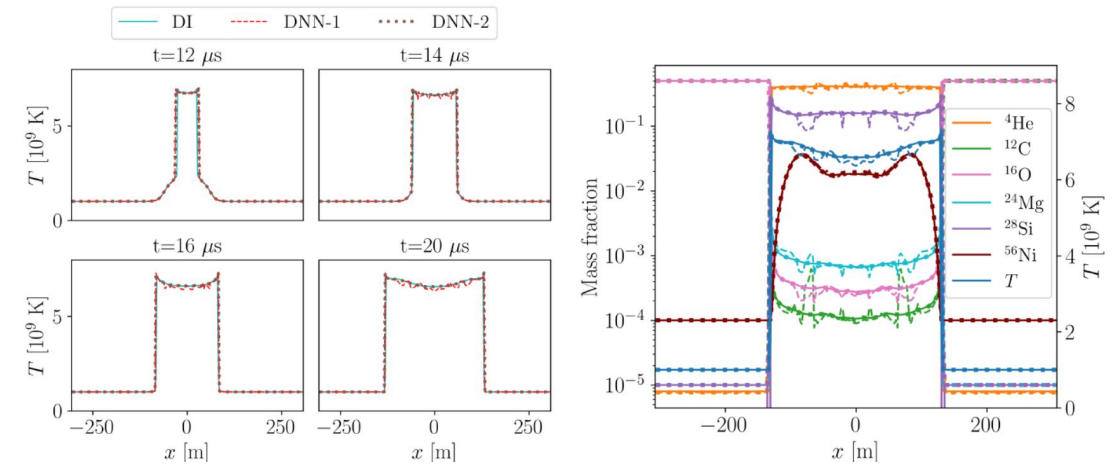 DI DNN-1 DNN-2
t=12 μs t=14 μs
T [10⁹ K]
5
0
t=16 μs t=20 μs
T [10⁹ K]
5
0
−250 0 250 −250 0 250
x [m] x [m]
Mass fraction
10⁻¹
10⁻²
10⁻³
10⁻⁴
10⁻⁵
⁴He
¹²C
¹⁶O
²⁴Mg
²⁸Si
⁵⁶Ni
T
8
6
4
2
0
T [10⁹ K]
−200 0 200
x [m]